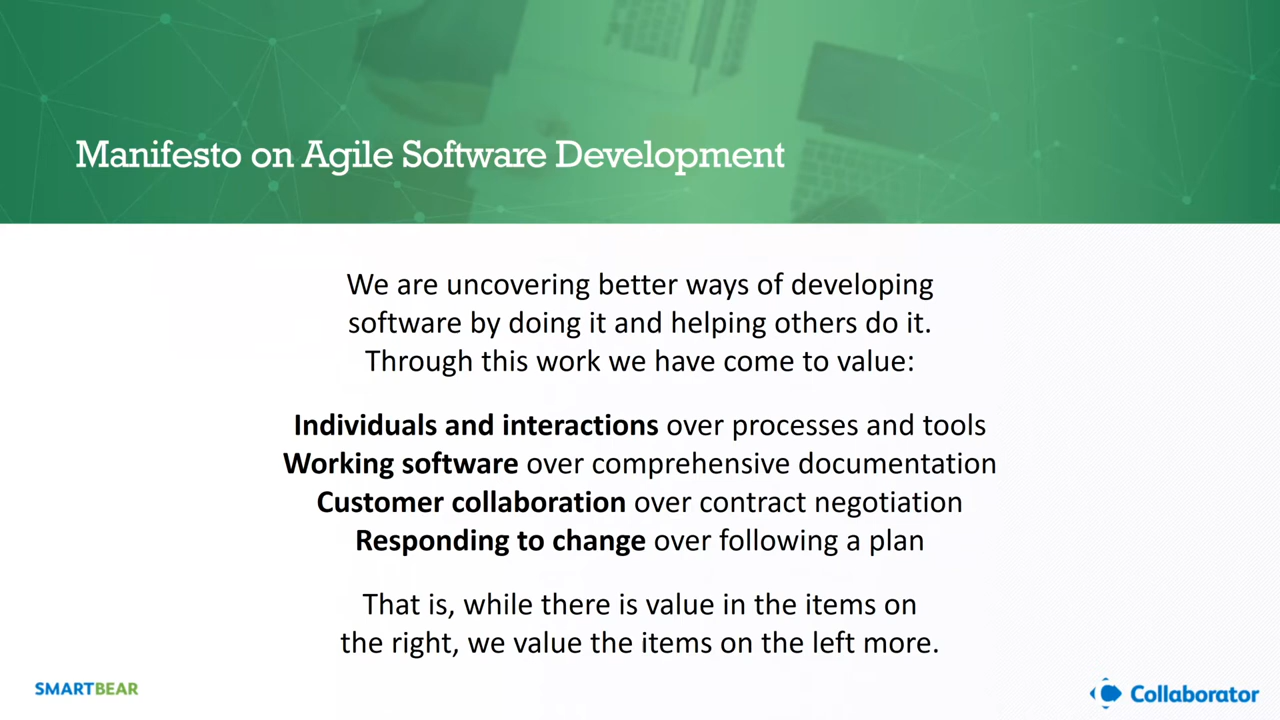 Manifesto on Agile Software Development
We are uncovering better ways of developing
software by doing it and helping others do it.
Through this work we have come to value:
Individuals and interactions over processes and tools
Working software over comprehensive documentation
Customer collaboration over contract negotiation
Responding to change over following a plan
That is, while there is value in the items on
the right, we value the items on the left more.
SMARTBEAR
Collaborator